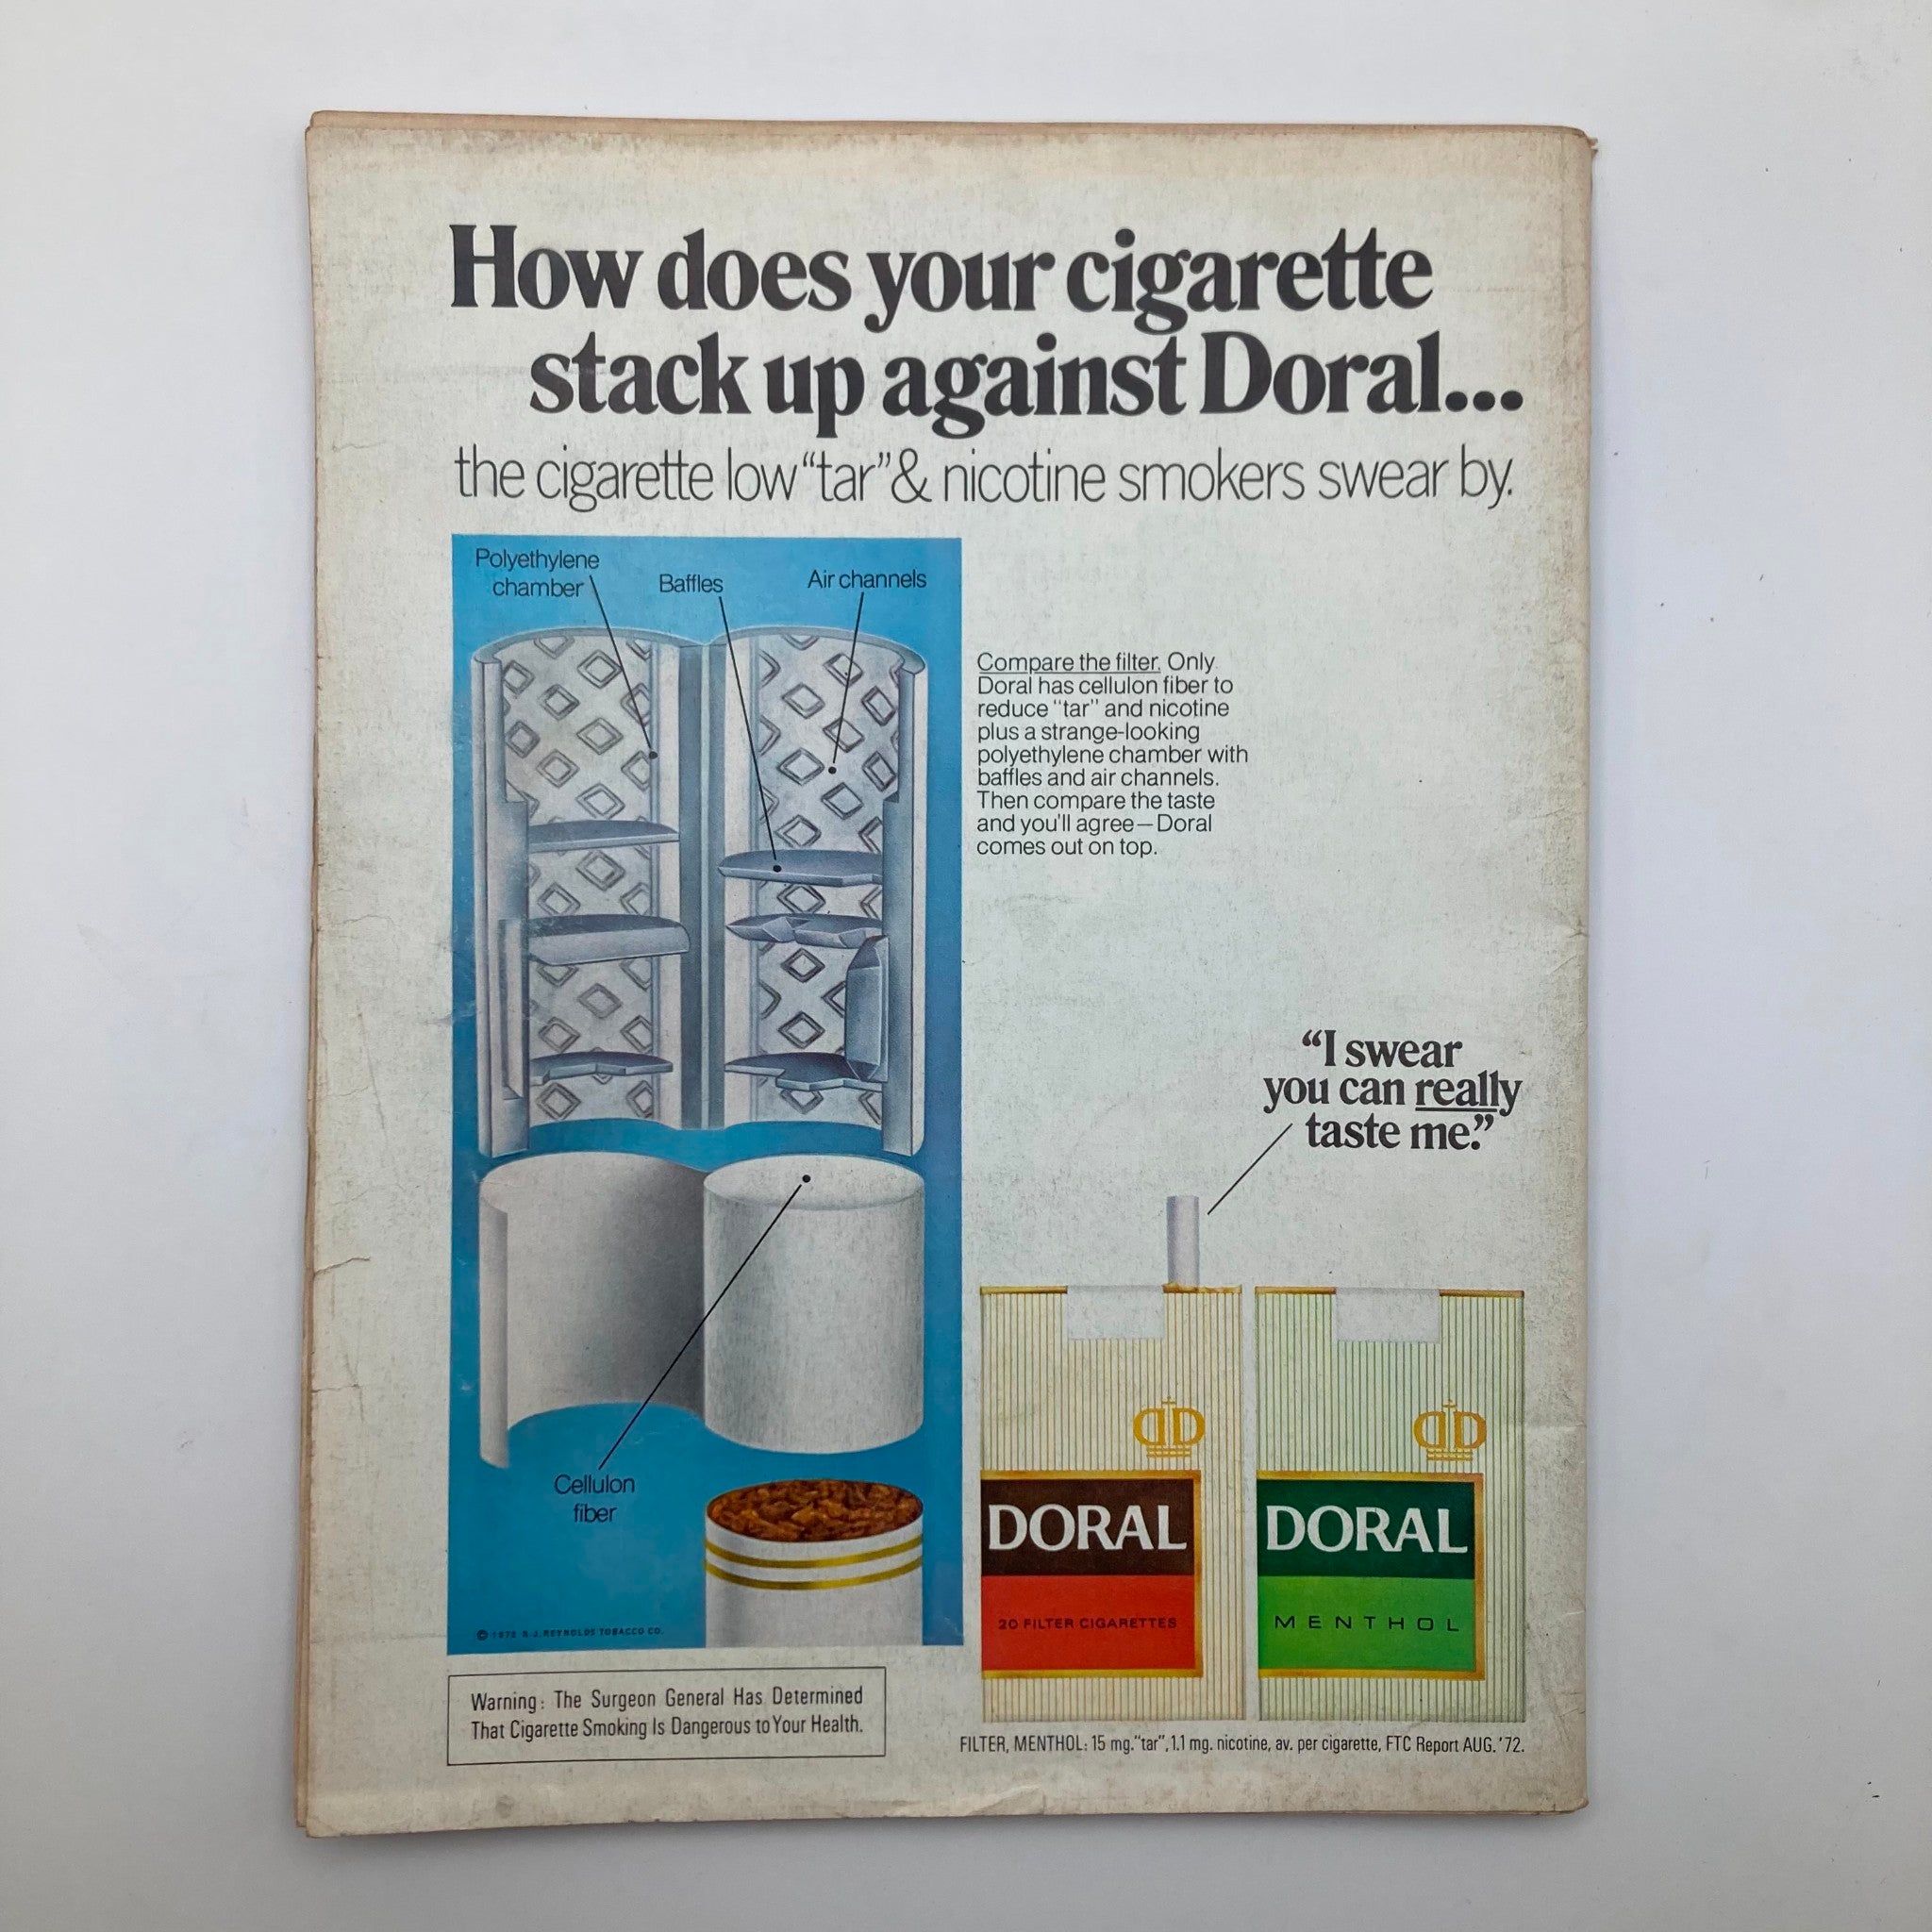 How does your cigarette
stack up against Doral...
the cigarette low "tar" & nicotine smokers swear by.
Polyethylene
chamber
Baffles
Air channels
Compare the filter. Only
Doral has cellulon fiber to
reduce "tar" and nicotine
plus a strange-looking
polyethylene chamber with
baffles and air channels.
Then compare the taste
and you'll agree—Doral
comes out on top.
"I swear
you can really
taste me."
Cellulon
fiber
DORAL
20 FILTER CIGARETTES
DORAL
MENTHOL
R.J. REYNOLDS TOBACCO CO.
Warning: The Surgeon General Has Determined
That Cigarette Smoking Is Dangerous to Your Health.
FILTER, MENTHOL: 15 mg. "tar", 1.1 mg. nicotine, av. per cigarette, FTC Report AUG. '72.